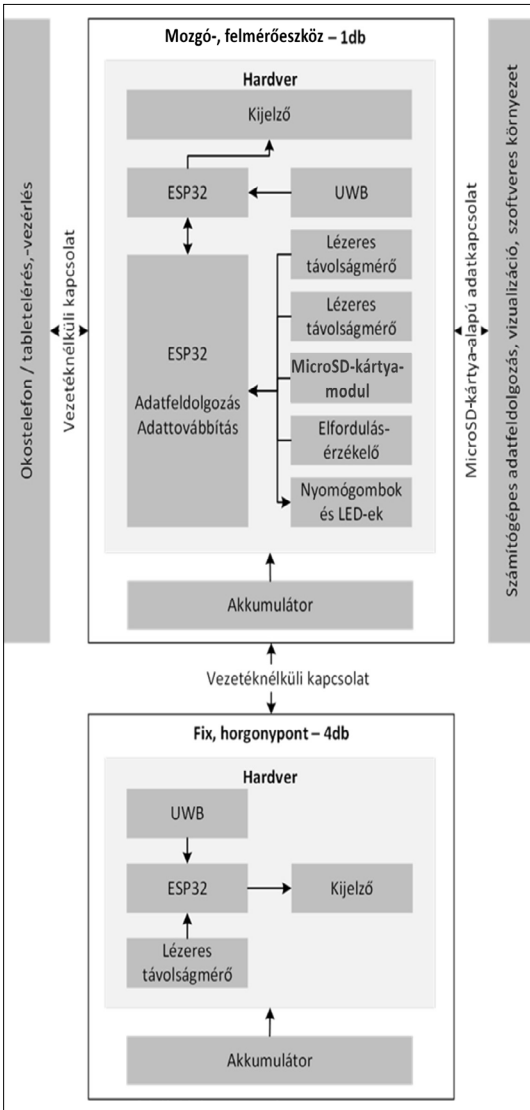 Mozgó-, felmérőeszköz – 1db
Hardver
Kijelző
ESP32
UWB
Lézeres
távolságmérő
Lézeres
távolságmérő
ESP32
Adatfeldolgozás
Adattovábbítás
MicroSD-kártya-
modul
Elfordulás-
érzékelő
Nyomógombok
és LED-ek
Akkumulátor
Okostelefon / tabletelérés,-vezérlés
Vezetéknélküli kapcsolat
MicroSD-kártya-alapú adatkapcsolat
Számítógépes adatfeldolgozás, vizualizáció, szoftveres környezet
Vezetéknélküli kapcsolat
Fix, horgonypont – 4db
Hardver
UWB
ESP32
Kijelző
Lézeres
távolságmérő
Akkumulátor